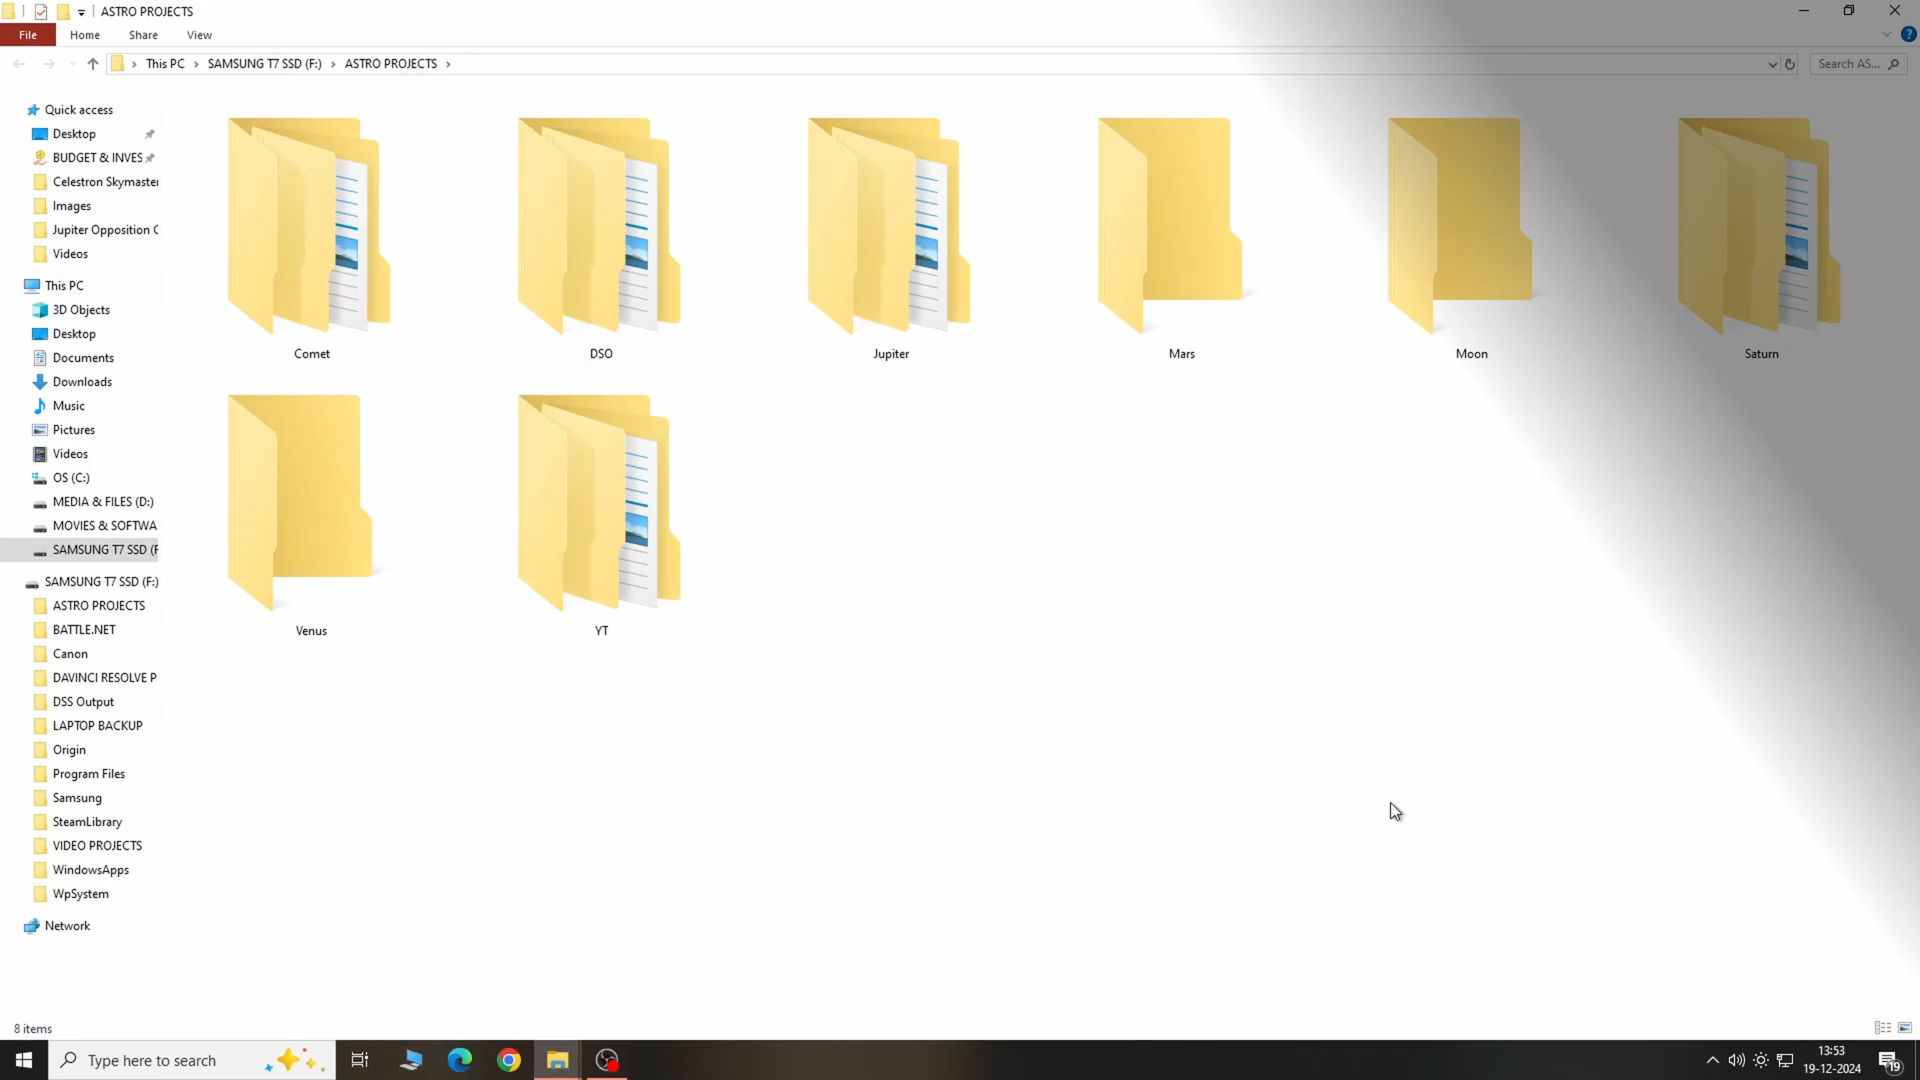 ASTRO PROJECTS
File Home Share View
This PC SAMSUNG T7 SSD (F:) ASTRO PROJECTS
Search AS...
Quick access
Desktop
BUDGET & INVES
Celestron Skymaster
Images
Jupiter Opposition C
Videos
This PC
3D Objects
Desktop
Documents
Downloads
Music
Pictures
Videos
OS (C:)
MEDIA & FILES (D:)
MOVIES & SOFTWA
SAMSUNG T7 SSD (F
SAMSUNG T7 SSD (F:)
ASTRO PROJECTS
BATTLE.NET
Canon
DAVINCI RESOLVE P
DSS Output
LAPTOP BACKUP
Origin
Program Files
Samsung
SteamLibrary
VIDEO PROJECTS
WindowsApps
WpSystem
Network
Comet DSO Jupiter Mars Moon Saturn
Venus YT
8 items
Type here to search
13:53
19-12-2024
19